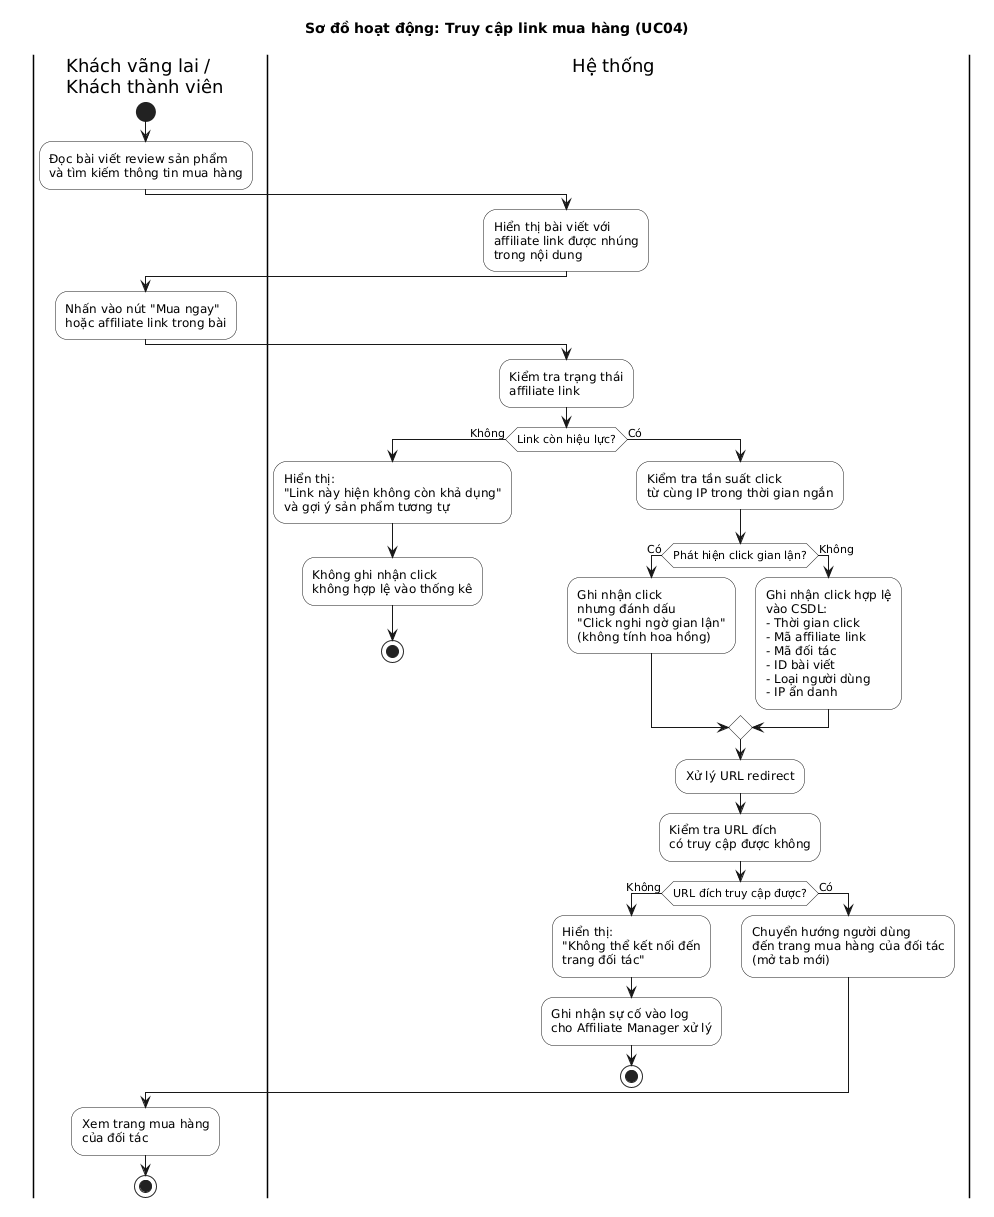 Sơ đồ hoạt động: Truy cập link mua hàng (UC04)
Khách vãng lai /
Khách thành viên
Hệ thống
Đọc bài viết review sản phẩm
và tìm kiếm thông tin mua hàng
Hiển thị bài viết với
affiliate link được nhúng
trong nội dung
Nhấn vào nút "Mua ngay"
hoặc affiliate link trong bài
Kiểm tra trạng thái
affiliate link
Link còn hiệu lực?
Không
Có
Hiển thị:
"Link này hiện không còn khả dụng"
và gợi ý sản phẩm tương tự
Không ghi nhận click
không hợp lệ vào thống kê
Kiểm tra tần suất click
từ cùng IP trong thời gian ngắn
Phát hiện click gian lận?
Có
Không
Ghi nhận click
nhưng đánh dấu
"Click nghi ngờ gian lận"
(không tính hoa hồng)
Ghi nhận click hợp lệ
vào CSDL:
- Thời gian click
- Mã affiliate link
- Mã đối tác
- ID bài viết
- Loại người dùng
- IP ẩn danh
Xử lý URL redirect
Kiểm tra URL đích
có truy cập được không
URL đích truy cập được?
Không
Có
Hiển thị:
"Không thể kết nối đến
trang đối tác"
Ghi nhận sự cố vào log
cho Affiliate Manager xử lý
Chuyển hướng người dùng
đến trang mua hàng của đối tác
(mở tab mới)
Xem trang mua hàng
của đối tác